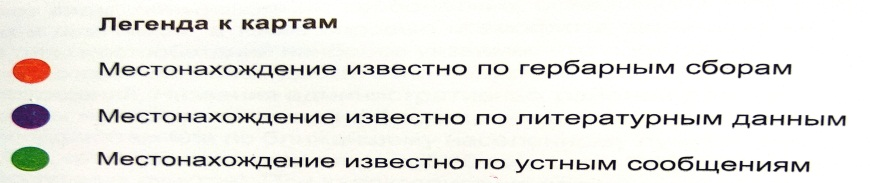 Легенда к картам
Местонахождение известно по гербарным сборам
Местонахождение известно по литературным данным
Местонахождение известно по устным сообщениям